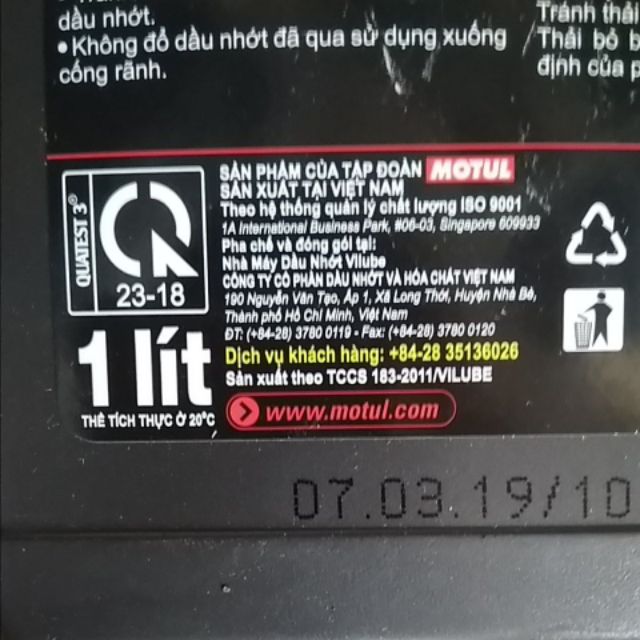 dầu nhớt.
• Không đổ dầu nhớt đã qua sử dụng xuống
cống rãnh.
Tránh thải
Thải bỏ b
định của p
QUATEST 3®
23-18
1 lít
THỂ TÍCH THỰC Ở 20°C
SẢN PHẨM CỦA TẬP ĐOÀN MOTUL
SẢN XUẤT TẠI VIỆT NAM
Theo hệ thống quản lý chất lượng ISO 9001
1A International Business Park, #06-03, Singapore 609933
Pha chế và đóng gói tại:
Nhà Máy Dầu Nhớt Vilube
CÔNG TY CỔ PHẦN DẦU NHỚT VÀ HÓA CHẤT VIỆT NAM
190 Nguyễn Văn Tạo, Ấp 1, Xã Long Thới, Huyện Nhà Bè,
Thành phố Hồ Chí Minh, Việt Nam
ĐT: (+84-28) 3780 0119 - Fax: (+84-28) 3780 0120
Dịch vụ khách hàng: +84-28 35136026
Sản xuất theo TCCS 183-2011/VILUBE
www.motul.com
07.03.19/10